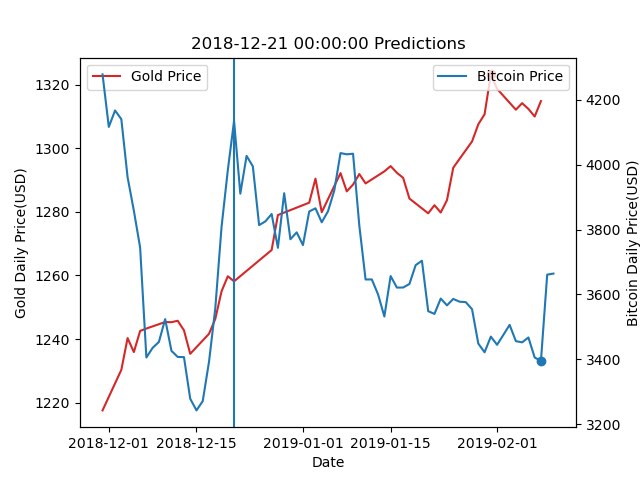 2018-12-21 00:00:00 Predictions
Gold Price
Bitcoin Price
Gold Daily Price(USD)
1320
1300
1280
1260
1240
1220
4200
4000
3800
3600
3400
3200
Bitcoin Daily Price(USD)
2018-12-01 2018-12-15 2019-01-01 2019-01-15 2019-02-01
Date